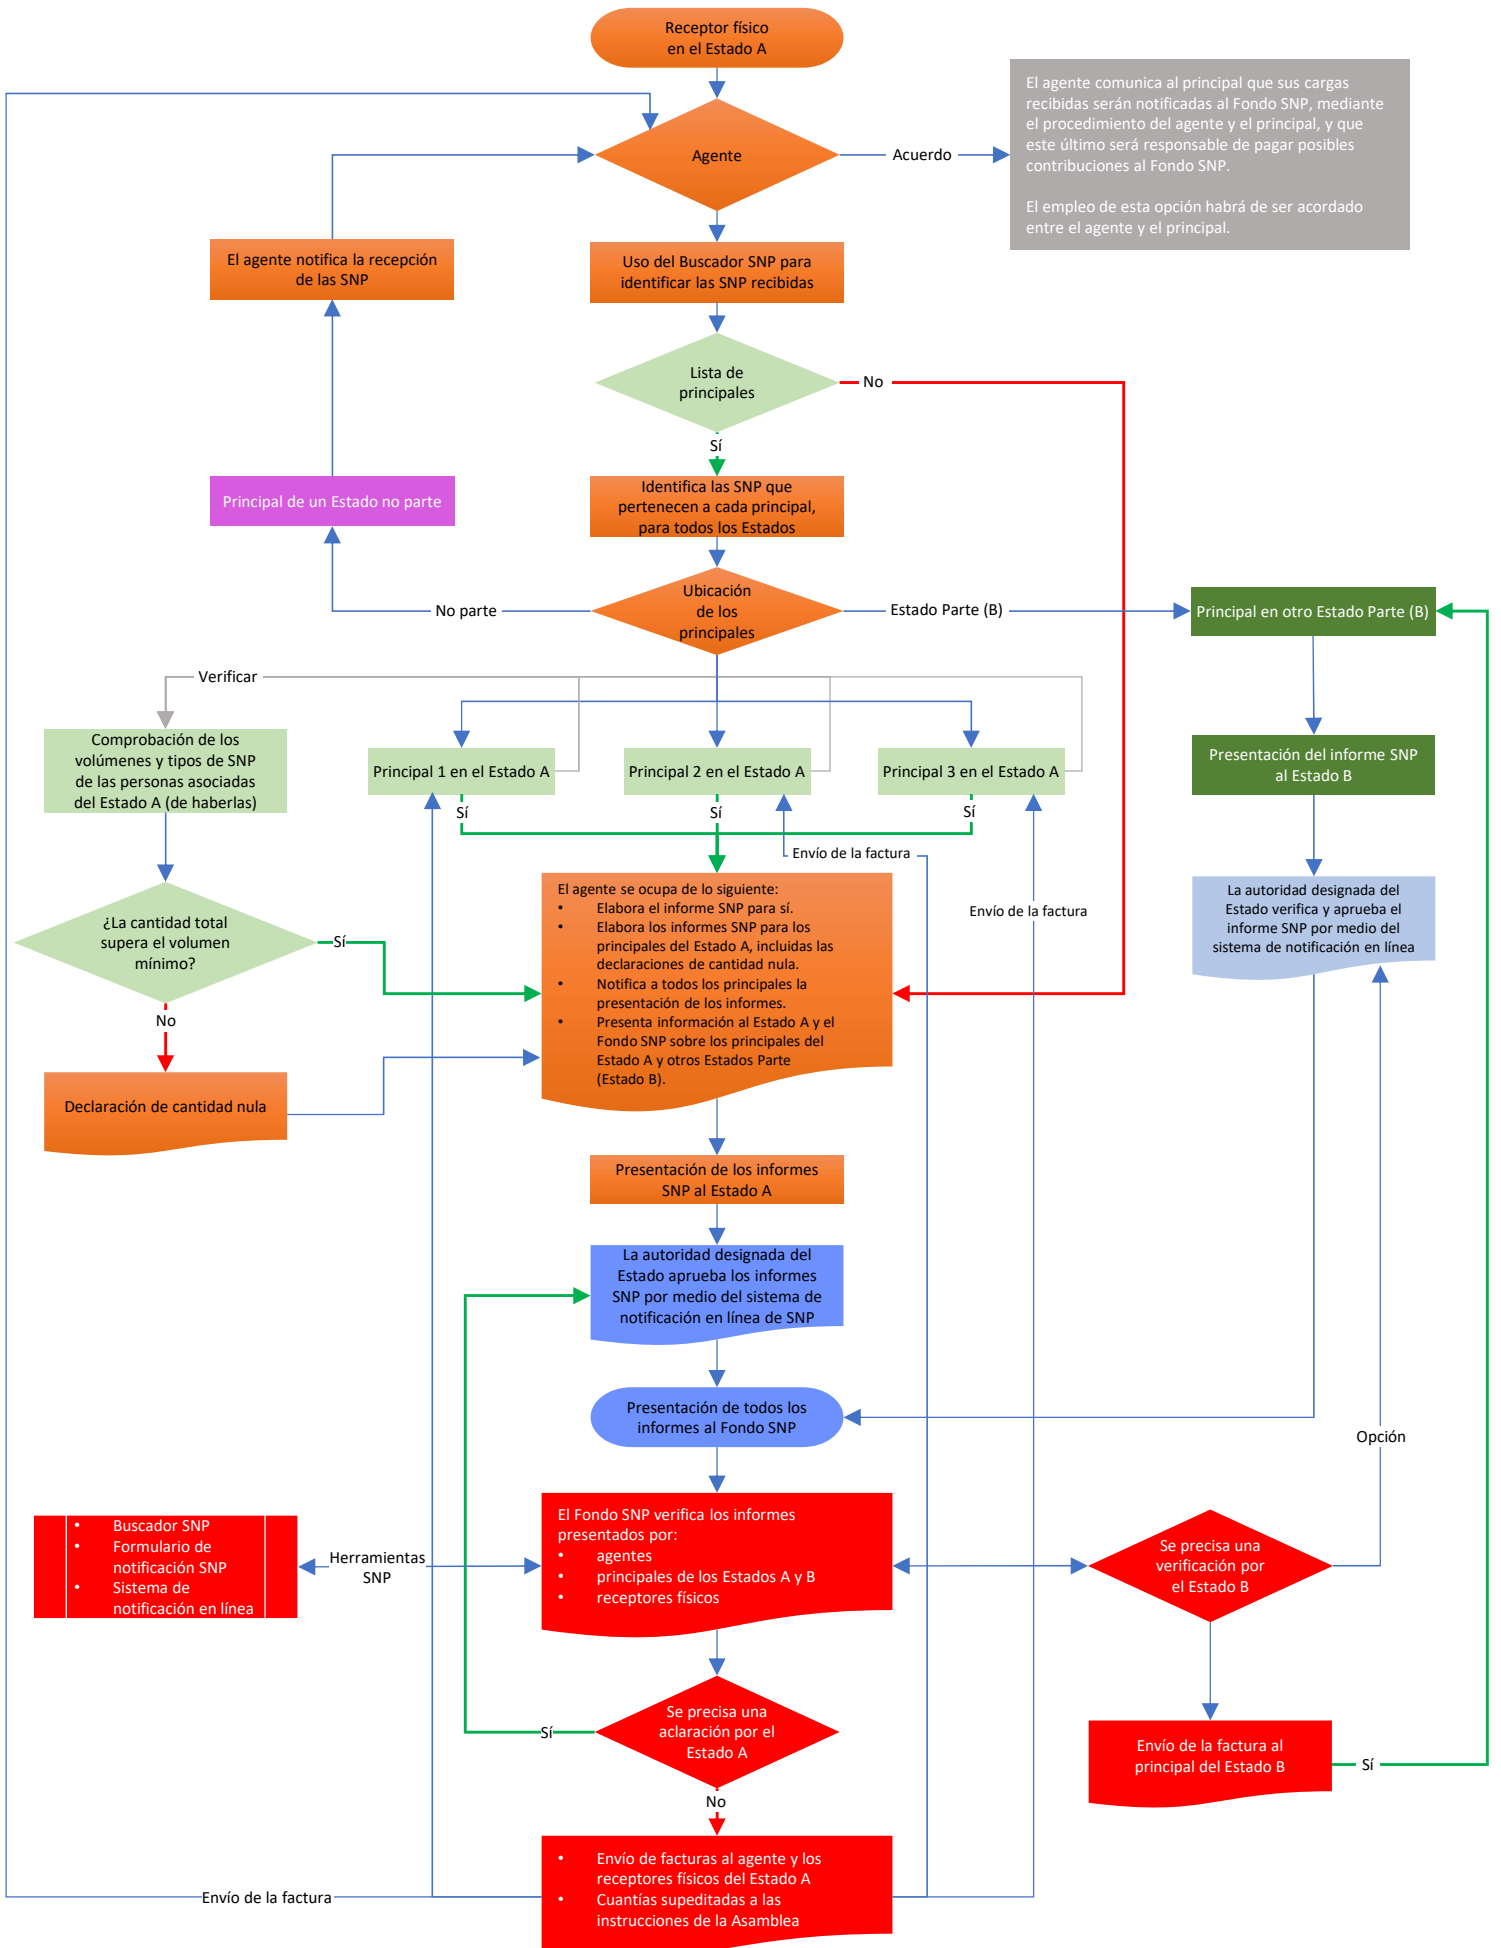 Receptor físico
en el Estado A
El agente comunica al principal que sus cargas
recibidas serán notificadas al Fondo SNP, mediante
el procedimiento del agente y el principal, y que
este último será responsable de pagar posibles
contribuciones al Fondo SNP.
El empleo de esta opción habrá de ser acordado
entre el agente y el principal.
Agente
Acuerdo
El agente notifica la recepción
de las SNP
Uso del Buscador SNP para
identificar las SNP recibidas
Lista de
principales
No
Sí
Principal de un Estado no parte
Identifica las SNP que
pertenecen a cada principal,
para todos los Estados
Ubicación
de los
principales
No parte
Estado Parte (B)
Principal en otro Estado Parte (B)
Verificar
Comprobación de los
volúmenes y tipos de SNP
de las personas asociadas
del Estado A (de haberlas)
Principal 1 en el Estado A
Principal 2 en el Estado A
Principal 3 en el Estado A
Presentación del informe SNP
al Estado B
Sí
Sí
Sí
Envío de la factura
Envío de la factura
¿La cantidad total
supera el volumen
mínimo?
Sí
No
El agente se ocupa de lo siguiente:
• Elabora el informe SNP para sí.
• Elabora los informes SNP para los
principales del Estado A, incluidas las
declaraciones de cantidad nula.
• Notifica a todos los principales la
presentación de los informes.
• Presenta información al Estado A y el
Fondo SNP sobre los principales del
Estado A y otros Estados Parte
(Estado B).
La autoridad designada del
Estado verifica y aprueba el
informe SNP por medio del
sistema de notificación en línea
Declaración de cantidad nula
Presentación de los informes
SNP al Estado A
La autoridad designada del
Estado aprueba los informes
SNP por medio del sistema de
notificación en línea de SNP
Presentación de todos los
informes al Fondo SNP
Opción
• Buscador SNP
• Formulario de
notificación SNP
• Sistema de
notificación en línea
Herramientas
SNP
El Fondo SNP verifica los informes
presentados por:
• agentes
• principales de los Estados A y B
• receptores físicos
Se precisa una
verificación por
el Estado B
Se precisa una
aclaración por el
Estado A
Sí
No
Envío de la factura al
principal del Estado B
Sí
• Envío de facturas al agente y los
receptores físicos del Estado A
• Cuantías supeditadas a las
instrucciones de la Asamblea
Envío de la factura